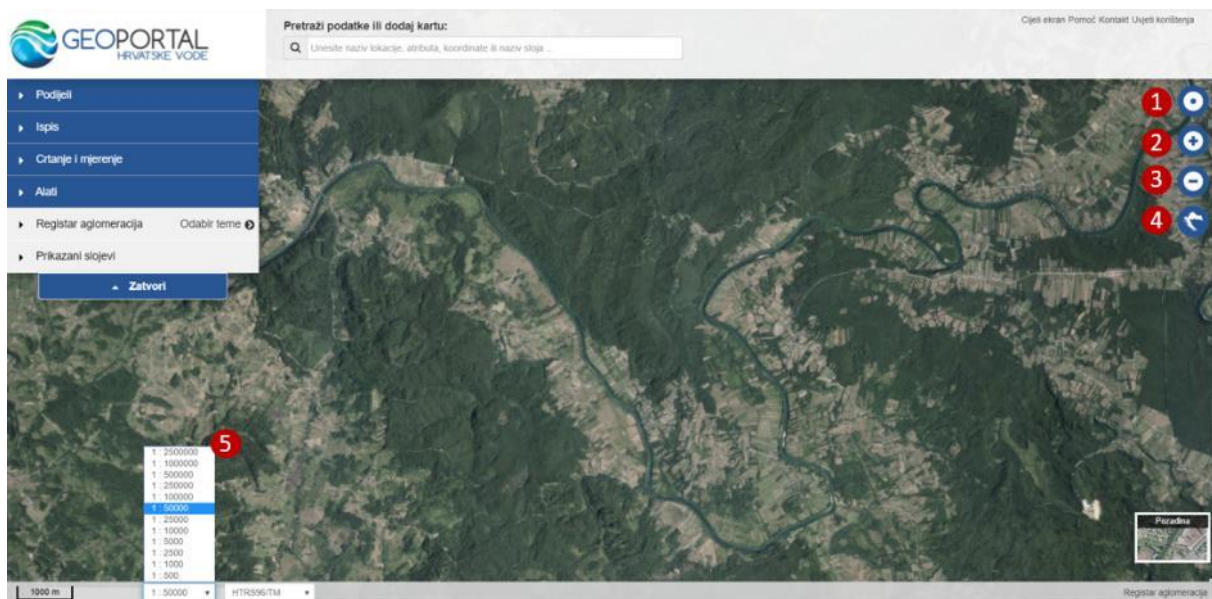 GEOPORTAL
HRVATSKE VODE
Pretraži podatke ili dodaj kartu:
Unesite naziv lokacije, atributa, koordinate ili naziv sloja ...
Cijeli ekran Pomoć Kontakt Uvjeti korištenja
Podijeli
Ispis
Crtanje i mjerenje
Alati
Registar aglomeracija Odabir teme
Prikazani slojevi
Zatvori
1
2
3
4
5
1 : 2500000
1 : 1000000
1 : 500000
1 : 250000
1 : 100000
1 : 50000
1 : 25000
1 : 10000
1 : 5000
1 : 2500
1 : 1000
1 : 500
Pozadina
1000 m
1 : 50000
HTRS96/TM
Registar aglomeracija